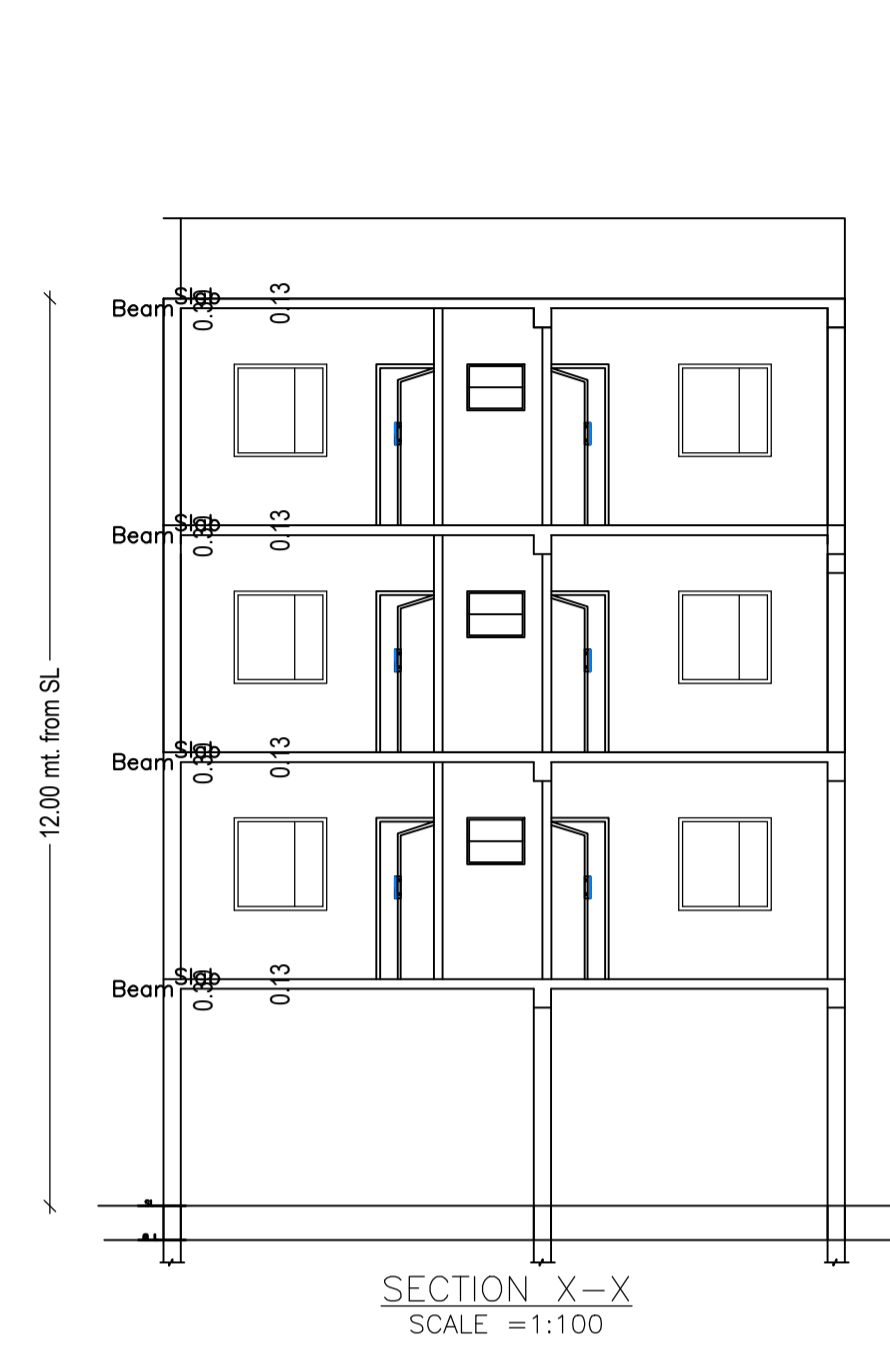 Beam Slab
0.30
0.13
Beam Slab
0.30
0.13
12.00 mt. from SL
Beam Slab
0.30
0.13
Beam Slab
0.30
0.13
SECTION X-X
SCALE =1:100